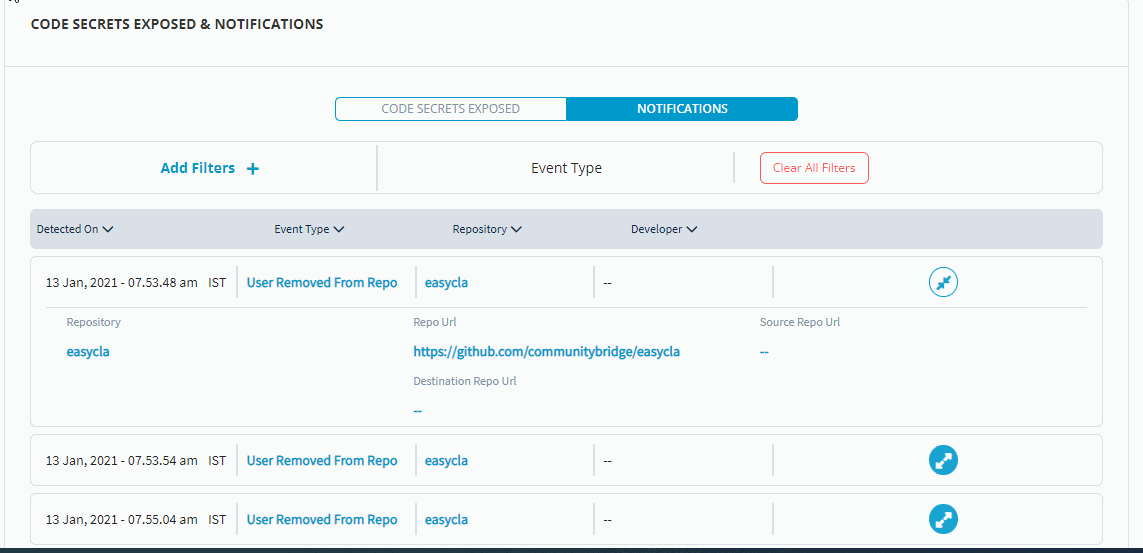 CODE SECRETS EXPOSED & NOTIFICATIONS
CODE SECRETS EXPOSED NOTIFICATIONS
Add Filters + Event Type Clear All Filters
Detected On Event Type Repository Developer
13 Jan, 2021 - 07.53.48 am IST User Removed From Repo easycla --
Repository Repo Url Source Repo Url
easycla https://github.com/communitybridge/easycla --
Destination Repo Url
--
13 Jan, 2021 - 07.53.54 am IST User Removed From Repo easycla --
13 Jan, 2021 - 07.55.04 am IST User Removed From Repo easycla --